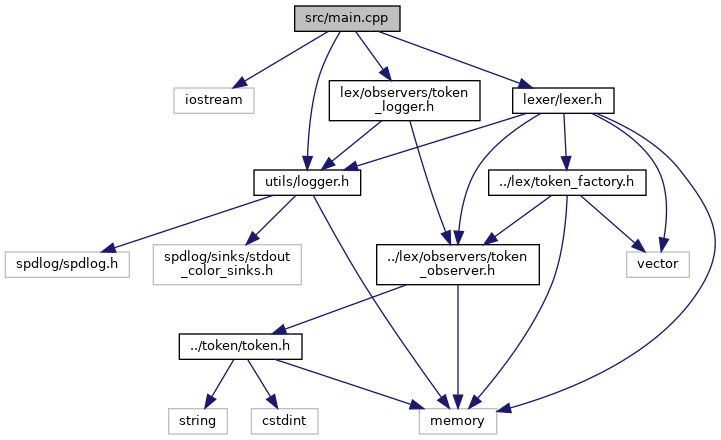 src/main.cpp
iostream
lex/observers/token
_logger.h
lexer/lexer.h
utils/logger.h
../lex/token_factory.h
spdlog/spdlog.h
spdlog/sinks/stdout
_color_sinks.h
../lex/observers/token
_observer.h
vector
../token/token.h
string
cstdint
memory